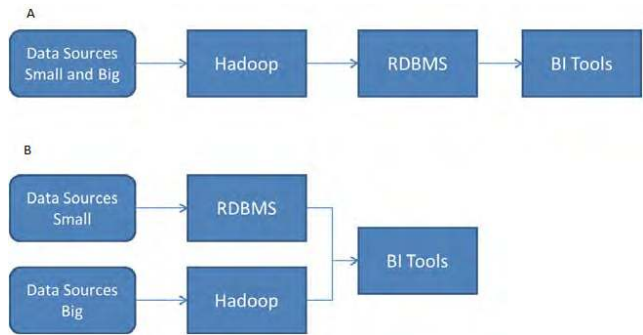 A
Data Sources
Small and Big
Hadoop
RDBMS
BI Tools
B
Data Sources
Small
RDBMS
BI Tools
Data Sources
Big
Hadoop